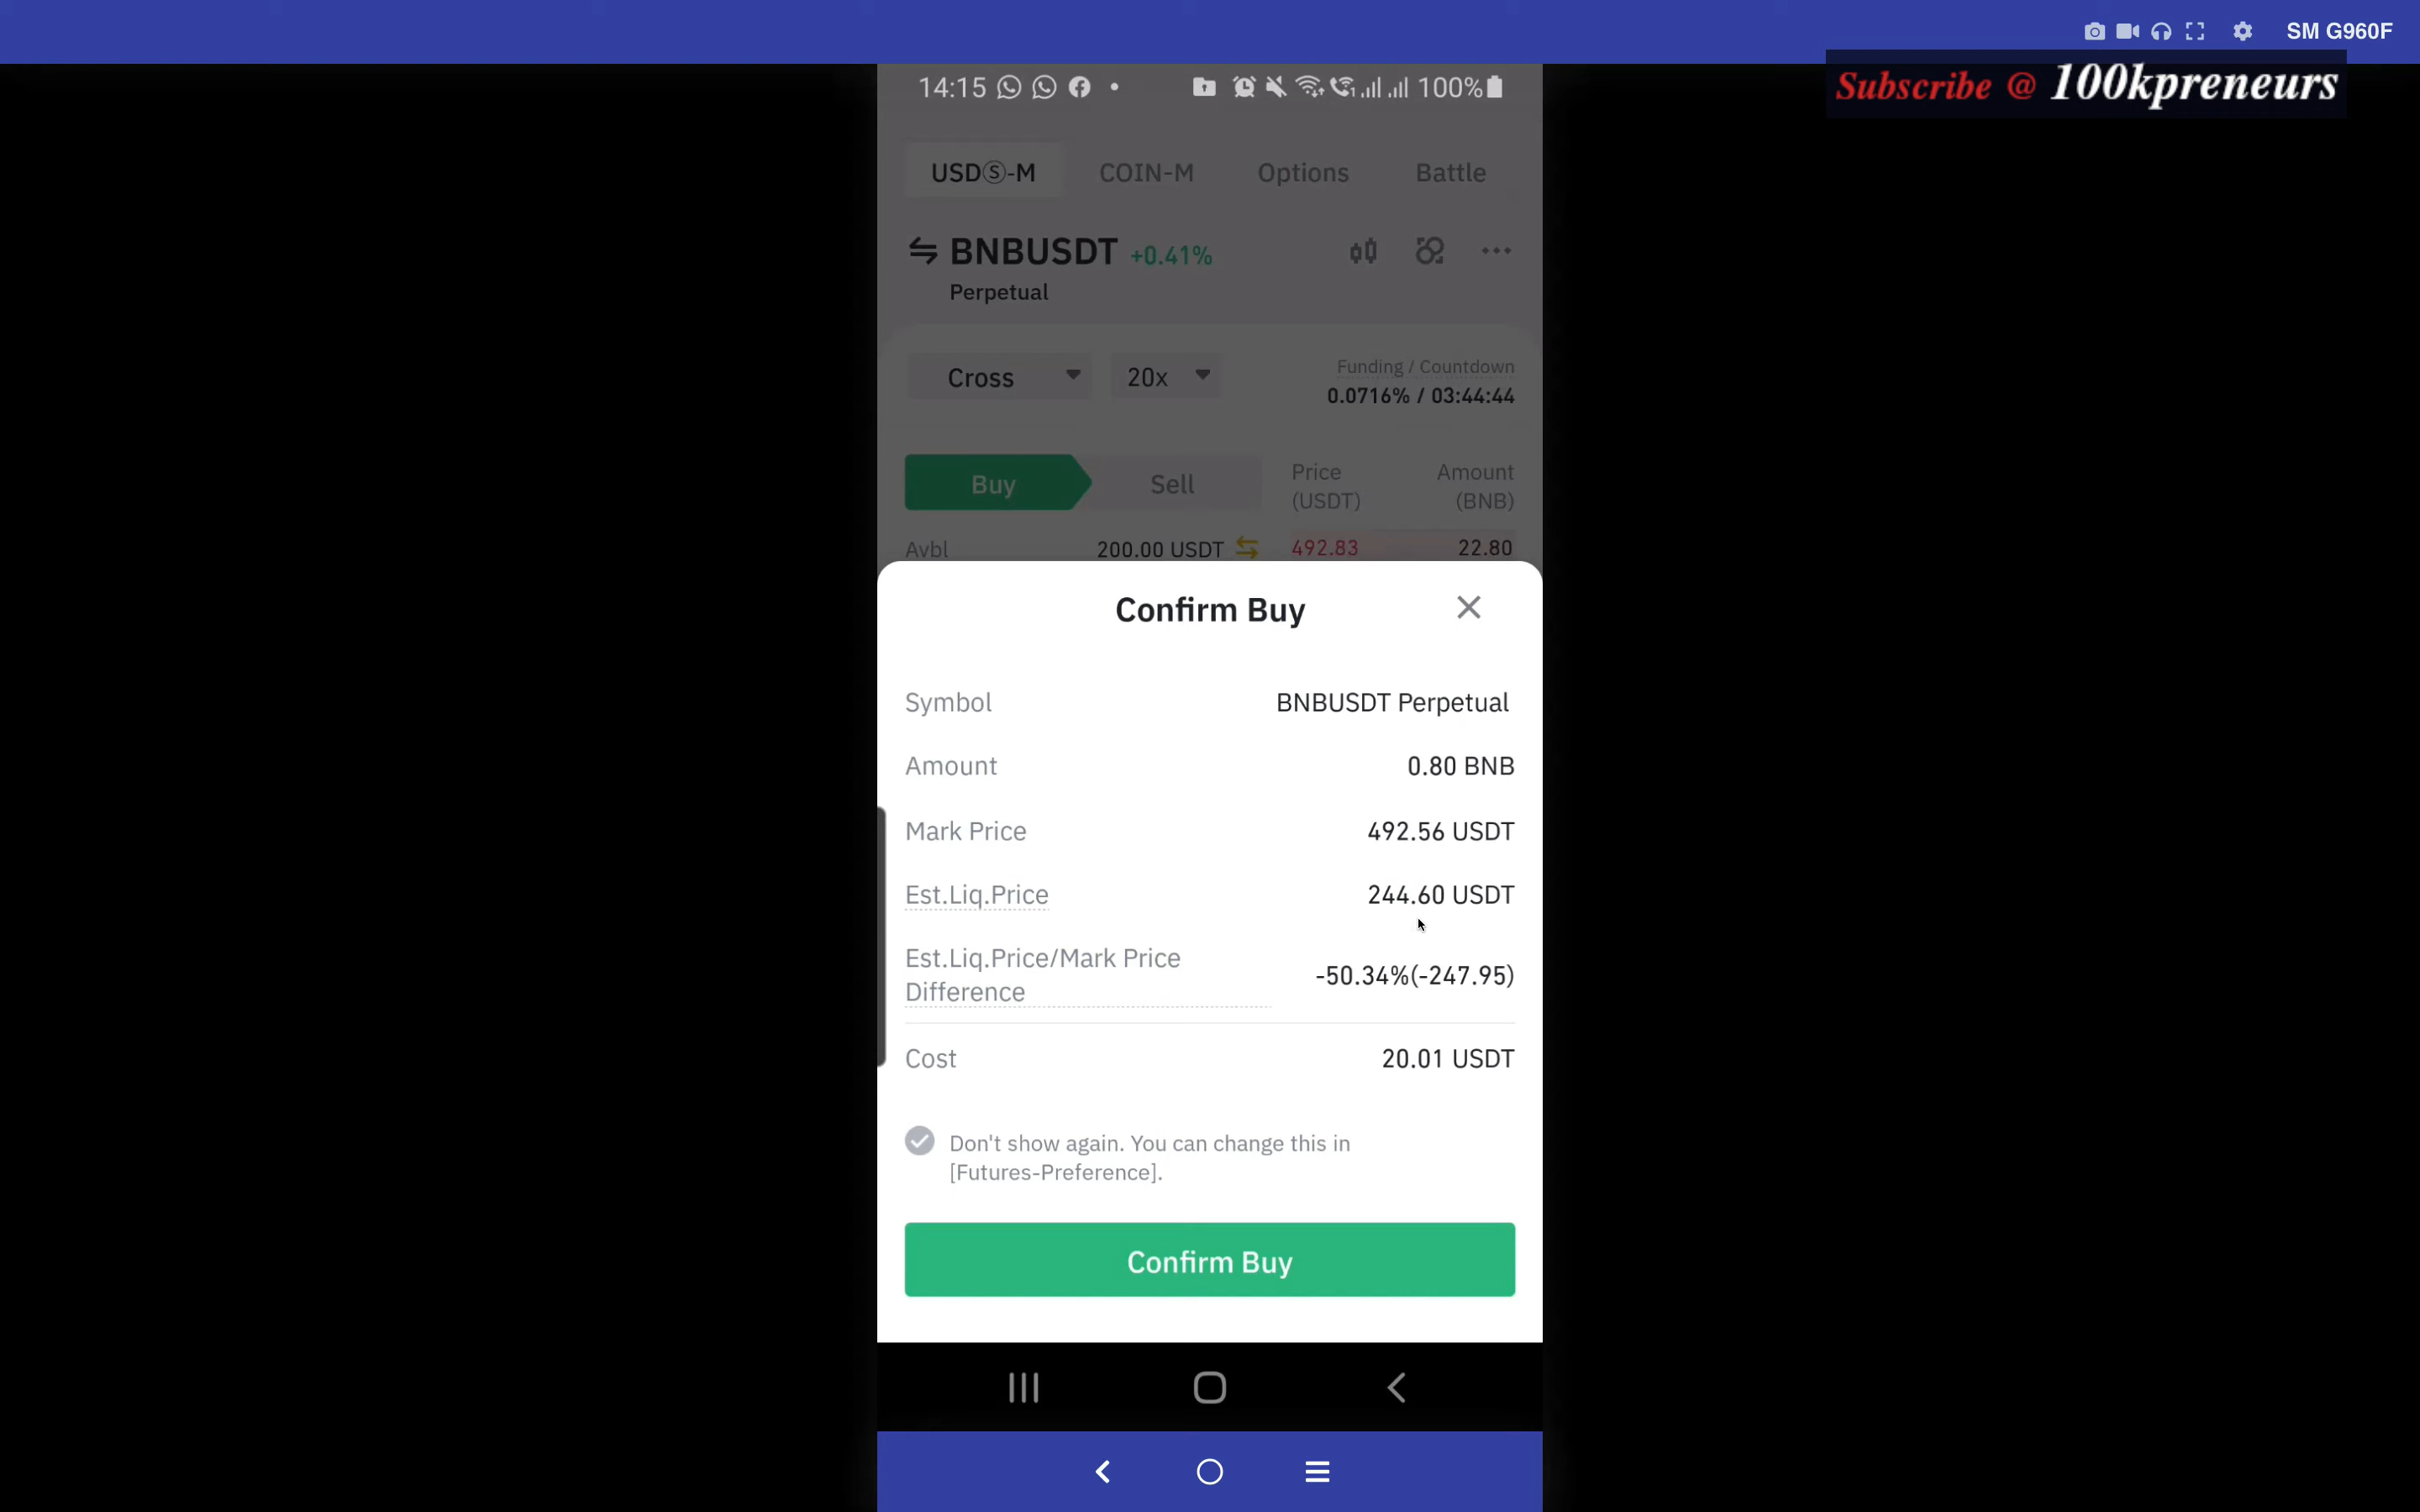 SM G960F
Subscribe @ 100kpreneurs
14:15 100%
USDⓈ-M COIN-M Options Battle
BNBUSDT +0.41%
Perpetual
Cross 20x
Funding / Countdown
0.0716% / 03:44:44
Buy Sell
Price Amount
(USDT) (BNB)
Avbl 200.00 USDT 492.83 22.80
Confirm Buy
Symbol BNBUSDT Perpetual
Amount 0.80 BNB
Mark Price 492.56 USDT
Est.Liq.Price 244.60 USDT
Est.Liq.Price/Mark Price
Difference -50.34%(-247.95)
Cost 20.01 USDT
Don't show again. You can change this in
[Futures-Preference].
Confirm Buy